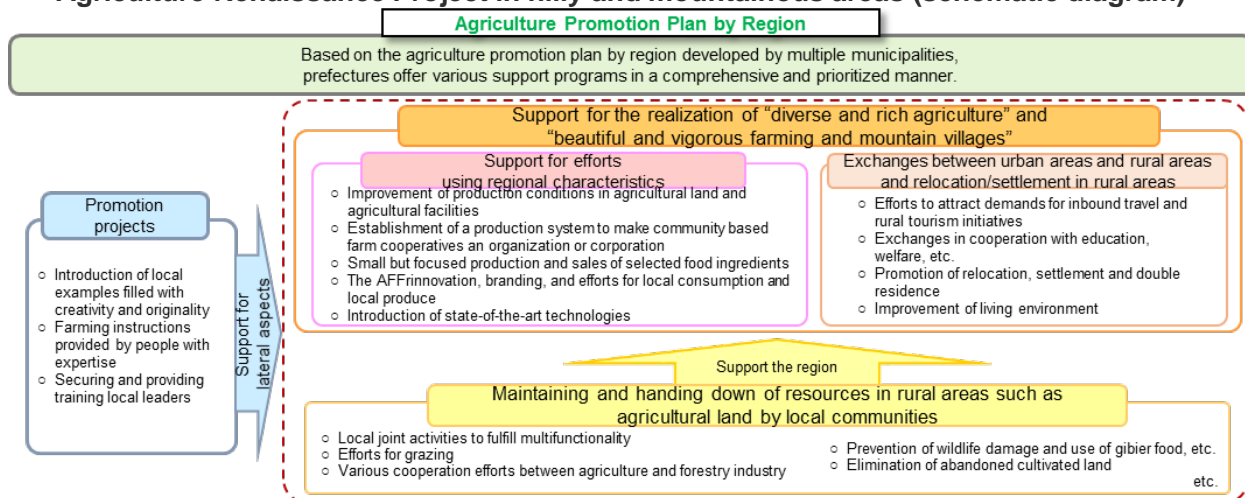 Agriculture Renaissance Project in hilly and mountainous areas (schematic diagram)
Agriculture Promotion Plan by Region
Based on the agriculture promotion plan by region developed by multiple municipalities,
prefectures offer various support programs in a comprehensive and prioritized manner.
Support for the realization of “diverse and rich agriculture” and
“beautiful and vigorous farming and mountain villages”
Support for efforts
using regional characteristics
○ Improvement of production conditions in agricultural land and
agricultural facilities
○ Establishment of a production system to make community based
farm cooperatives an organization or corporation
○ Small but focused production and sales of selected food ingredients
○ The AFFrinnovation, branding, and efforts for local consumption and
local produce
○ Introduction of state-of-the-art technologies
Exchanges between urban areas and rural areas
and relocation/settlement in rural areas
○ Efforts to attract demands for inbound travel and
rural tourism initiatives
○ Exchanges in cooperation with education,
welfare, etc.
○ Promotion of relocation, settlement and double
residence
○ Improvement of living environment
Promotion
projects
○ Introduction of local
examples filled with
creativity and originality
○ Farming instructions
provided by people with
expertise
○ Securing and providing
training local leaders
Support for
lateral aspects
Support the region
Maintaining and handing down of resources in rural areas such as
agricultural land by local communities
○ Local joint activities to fulfill multifunctionality
○ Efforts for grazing
○ Various cooperation efforts between agriculture and forestry industry
○ Prevention of wildlife damage and use of gibier food, etc.
○ Elimination of abandoned cultivated land
etc.